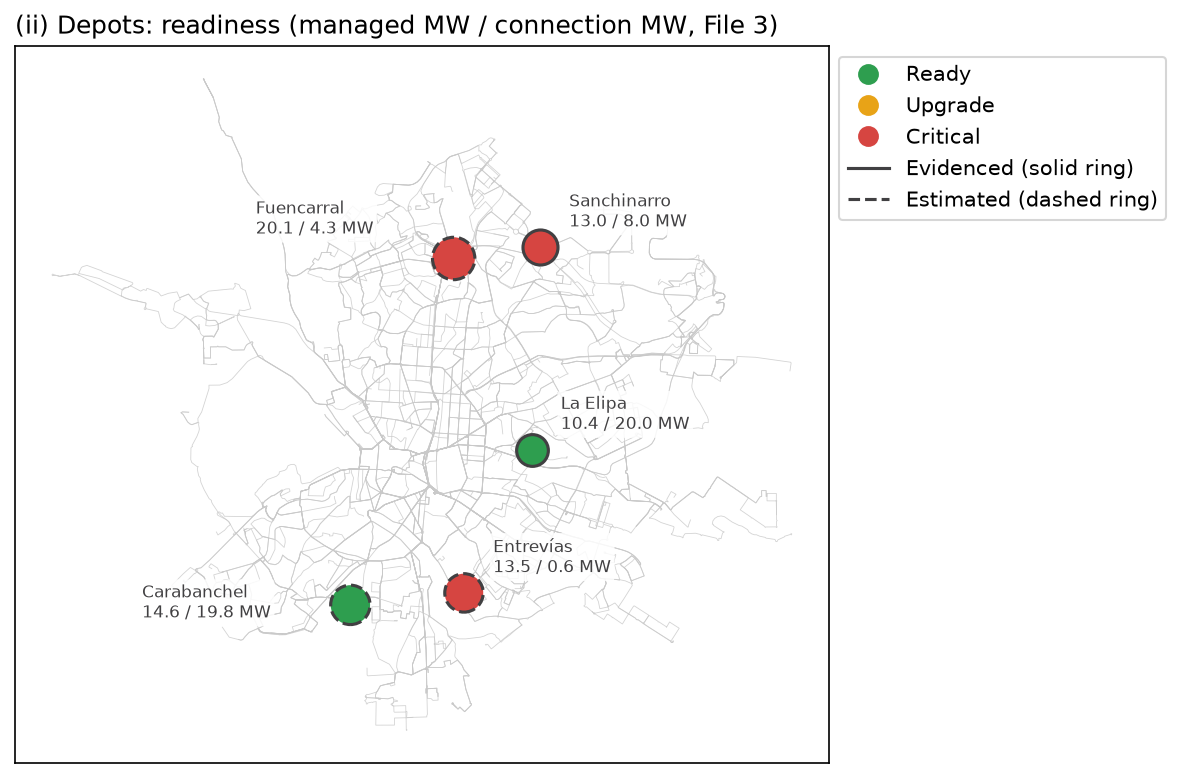 (ii) Depots: readiness (managed MW / connection MW, File 3)
Ready
Upgrade
Critical
Evidenced (solid ring)
Estimated (dashed ring)
Fuencarral
20.1 / 4.3 MW
Sanchinarro
13.0 / 8.0 MW
La Elipa
10.4 / 20.0 MW
Entrevías
13.5 / 0.6 MW
Carabanchel
14.6 / 19.8 MW